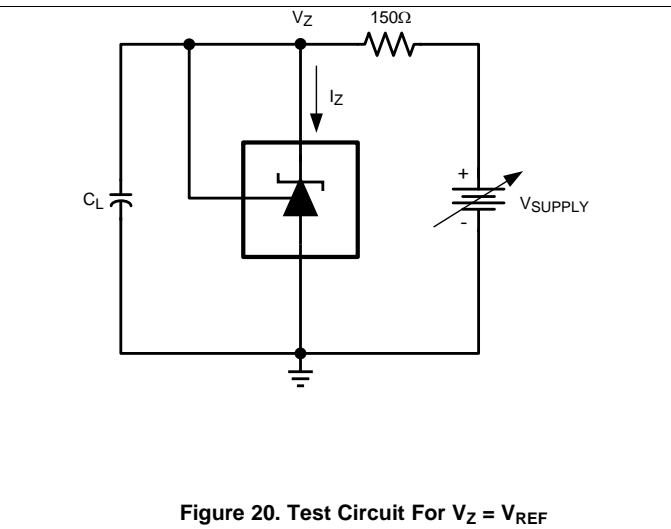 VZ 150Ω
IZ
CL
+
VSUPPLY
-
Figure 20. Test Circuit For VZ = VREF